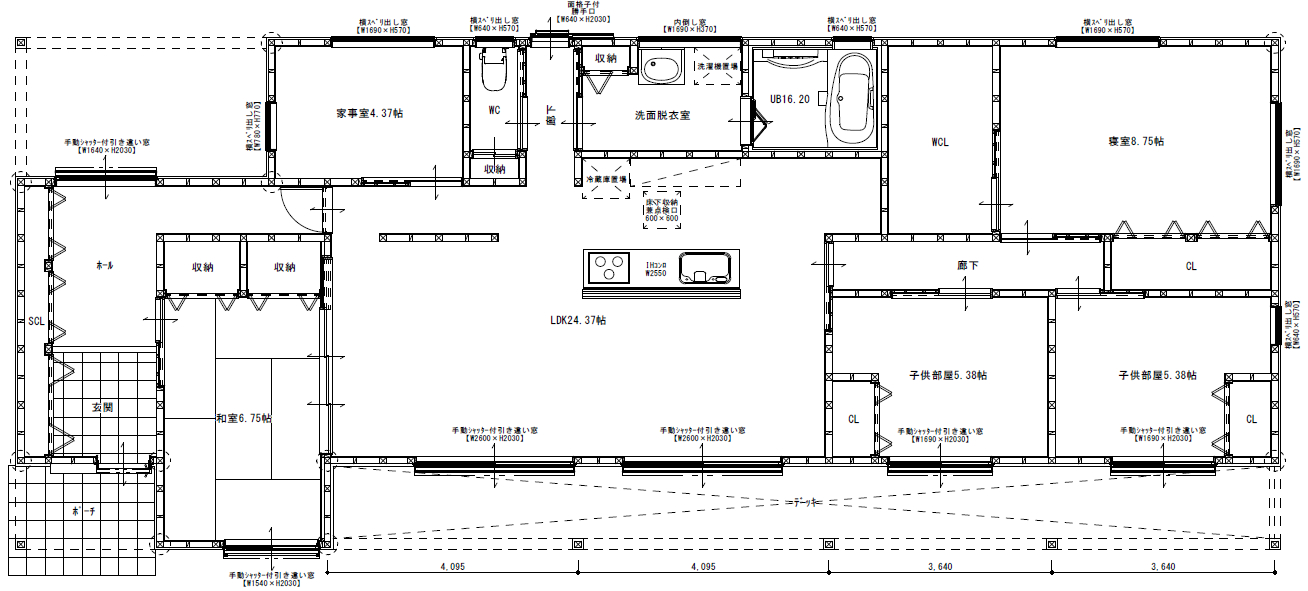 面格子付
勝手口
【W640×H2030】
横スベリ出し窓
【W1690×H570】
横スベリ出し窓
【W640×H570】
内倒し窓
【W1690×H370】
横スベリ出し窓
【W640×H570】
横スベリ出し窓
【W1690×H570】
収納
洗濯機置場
家事室4.37帖
横スベリ出し窓
【W780×H770】
WC
廊下
洗面脱衣室
UB16.20
WCL
寝室8.75帖
横スベリ出し窓
【W1690×H570】
手動シャッター付引き違い窓
【W1640×H2030】
収納
冷蔵庫置場
床下収納
兼点検口
600×600
ホール
収納
収納
IHコンロ
W2550
廊下
CL
SCL
LDK24.37帖
横スベリ出し窓
【W640×H570】
子供部屋5.38帖
子供部屋5.38帖
玄関
和室6.75帖
CL
CL
手動シャッター付引き違い窓
【W2600×H2030】
手動シャッター付引き違い窓
【W2600×H2030】
手動シャッター付引き違い窓
【W1690×H2030】
手動シャッター付引き違い窓
【W1690×H2030】
デッキ
ポーチ
手動シャッター付引き違い窓
【W1540×H2030】
4,095
4,095
3,640
3,640